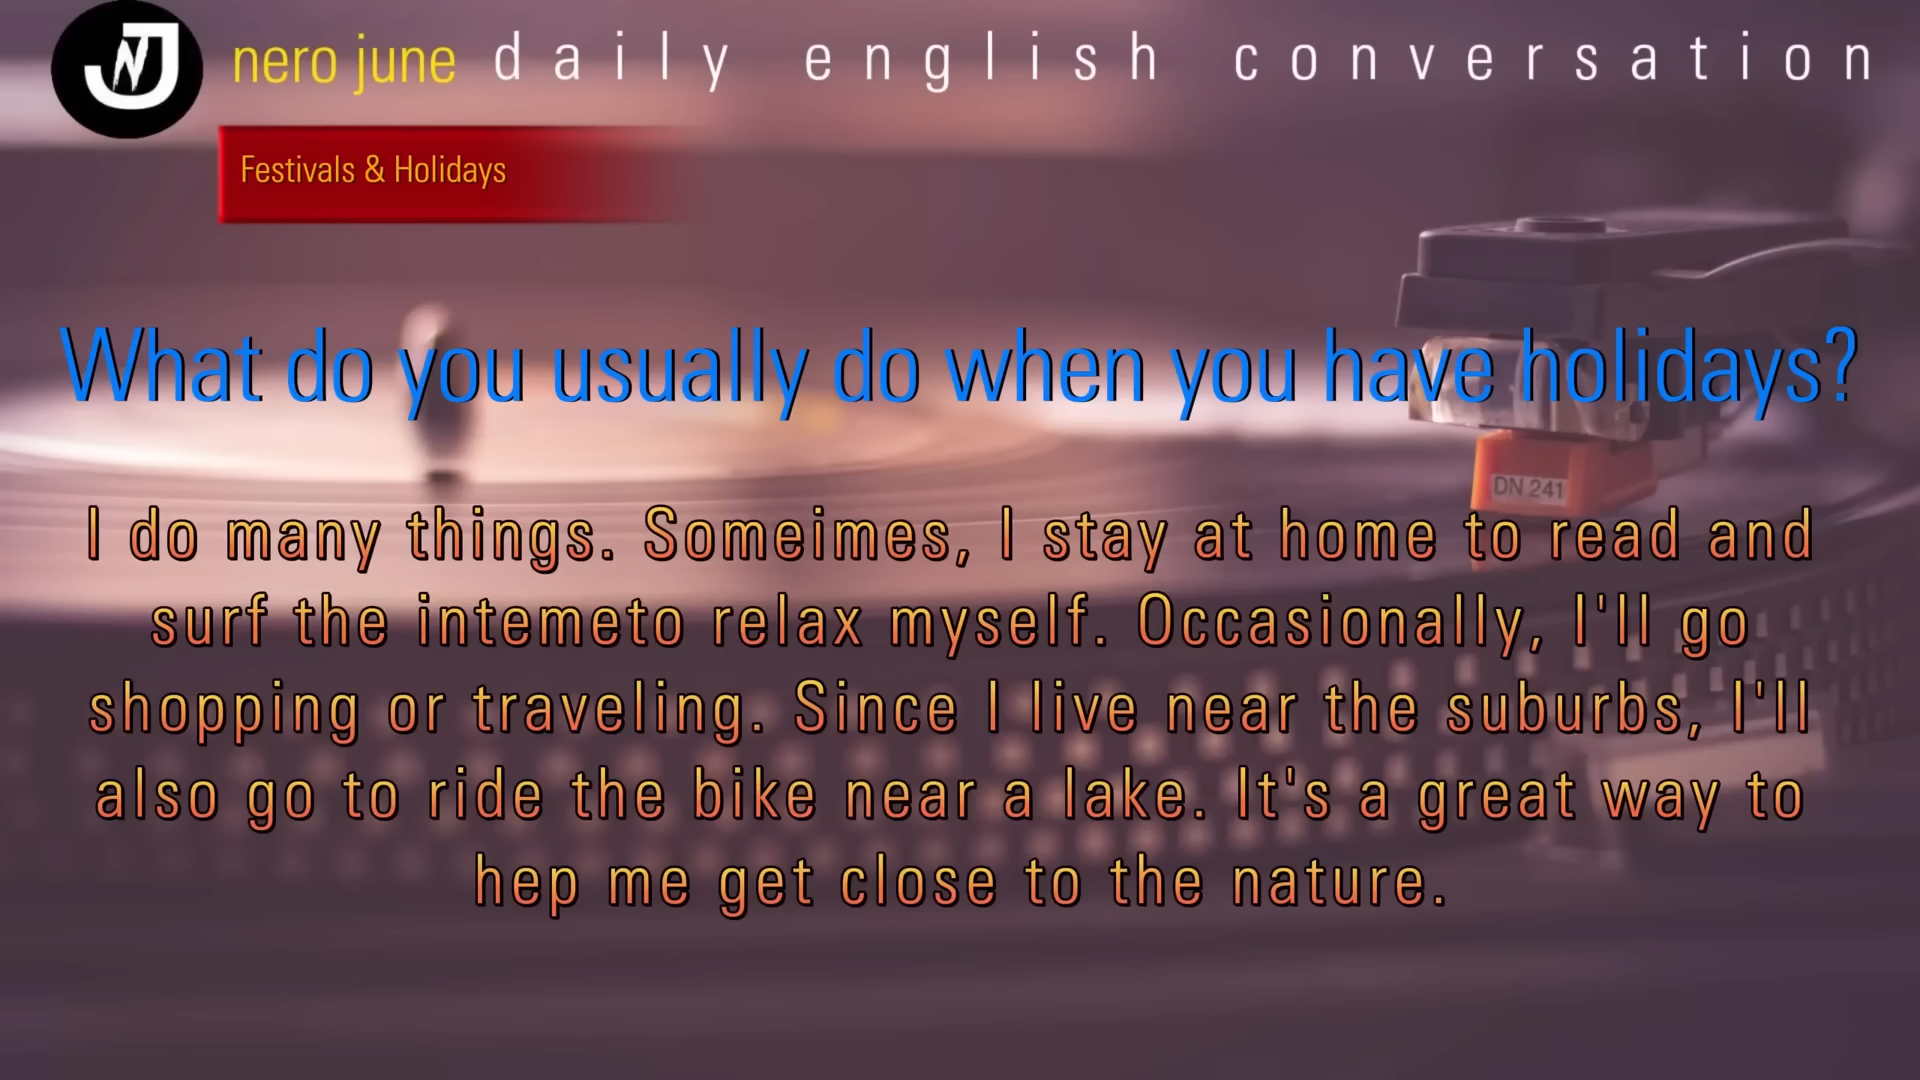 NJ
nero june daily english conversation
Festivals & Holidays
What do you usually do when you have holidays?
DN 241
I do many things. Someimes, I stay at home to read and
surf the intemeto relax myself. Occasionally, I'll go
shopping or traveling. Since I live near the suburbs, I'll
also go to ride the bike near a lake. It's a great way to
hep me get close to the nature.